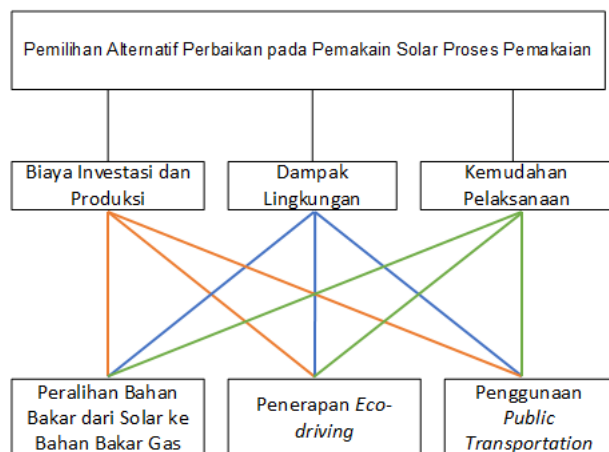 Pemilihan Alternatif Perbaikan pada Pemakain Solar Proses Pemakaian
Biaya Investasi dan
Produksi
Dampak
Lingkungan
Kemudahan
Pelaksanaan
Peralihan Bahan
Bakar dari Solar ke
Bahan Bakar Gas
Penerapan Eco-
driving
Penggunaan
Public
Transportation